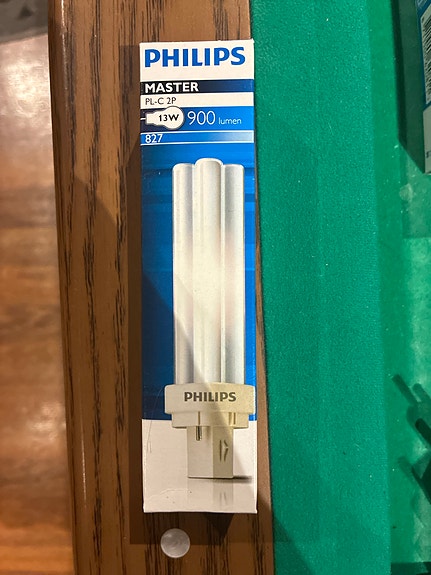 PHILIPS
MASTER
PL-C 2P
13W 900 lumen
827
PHILIPS